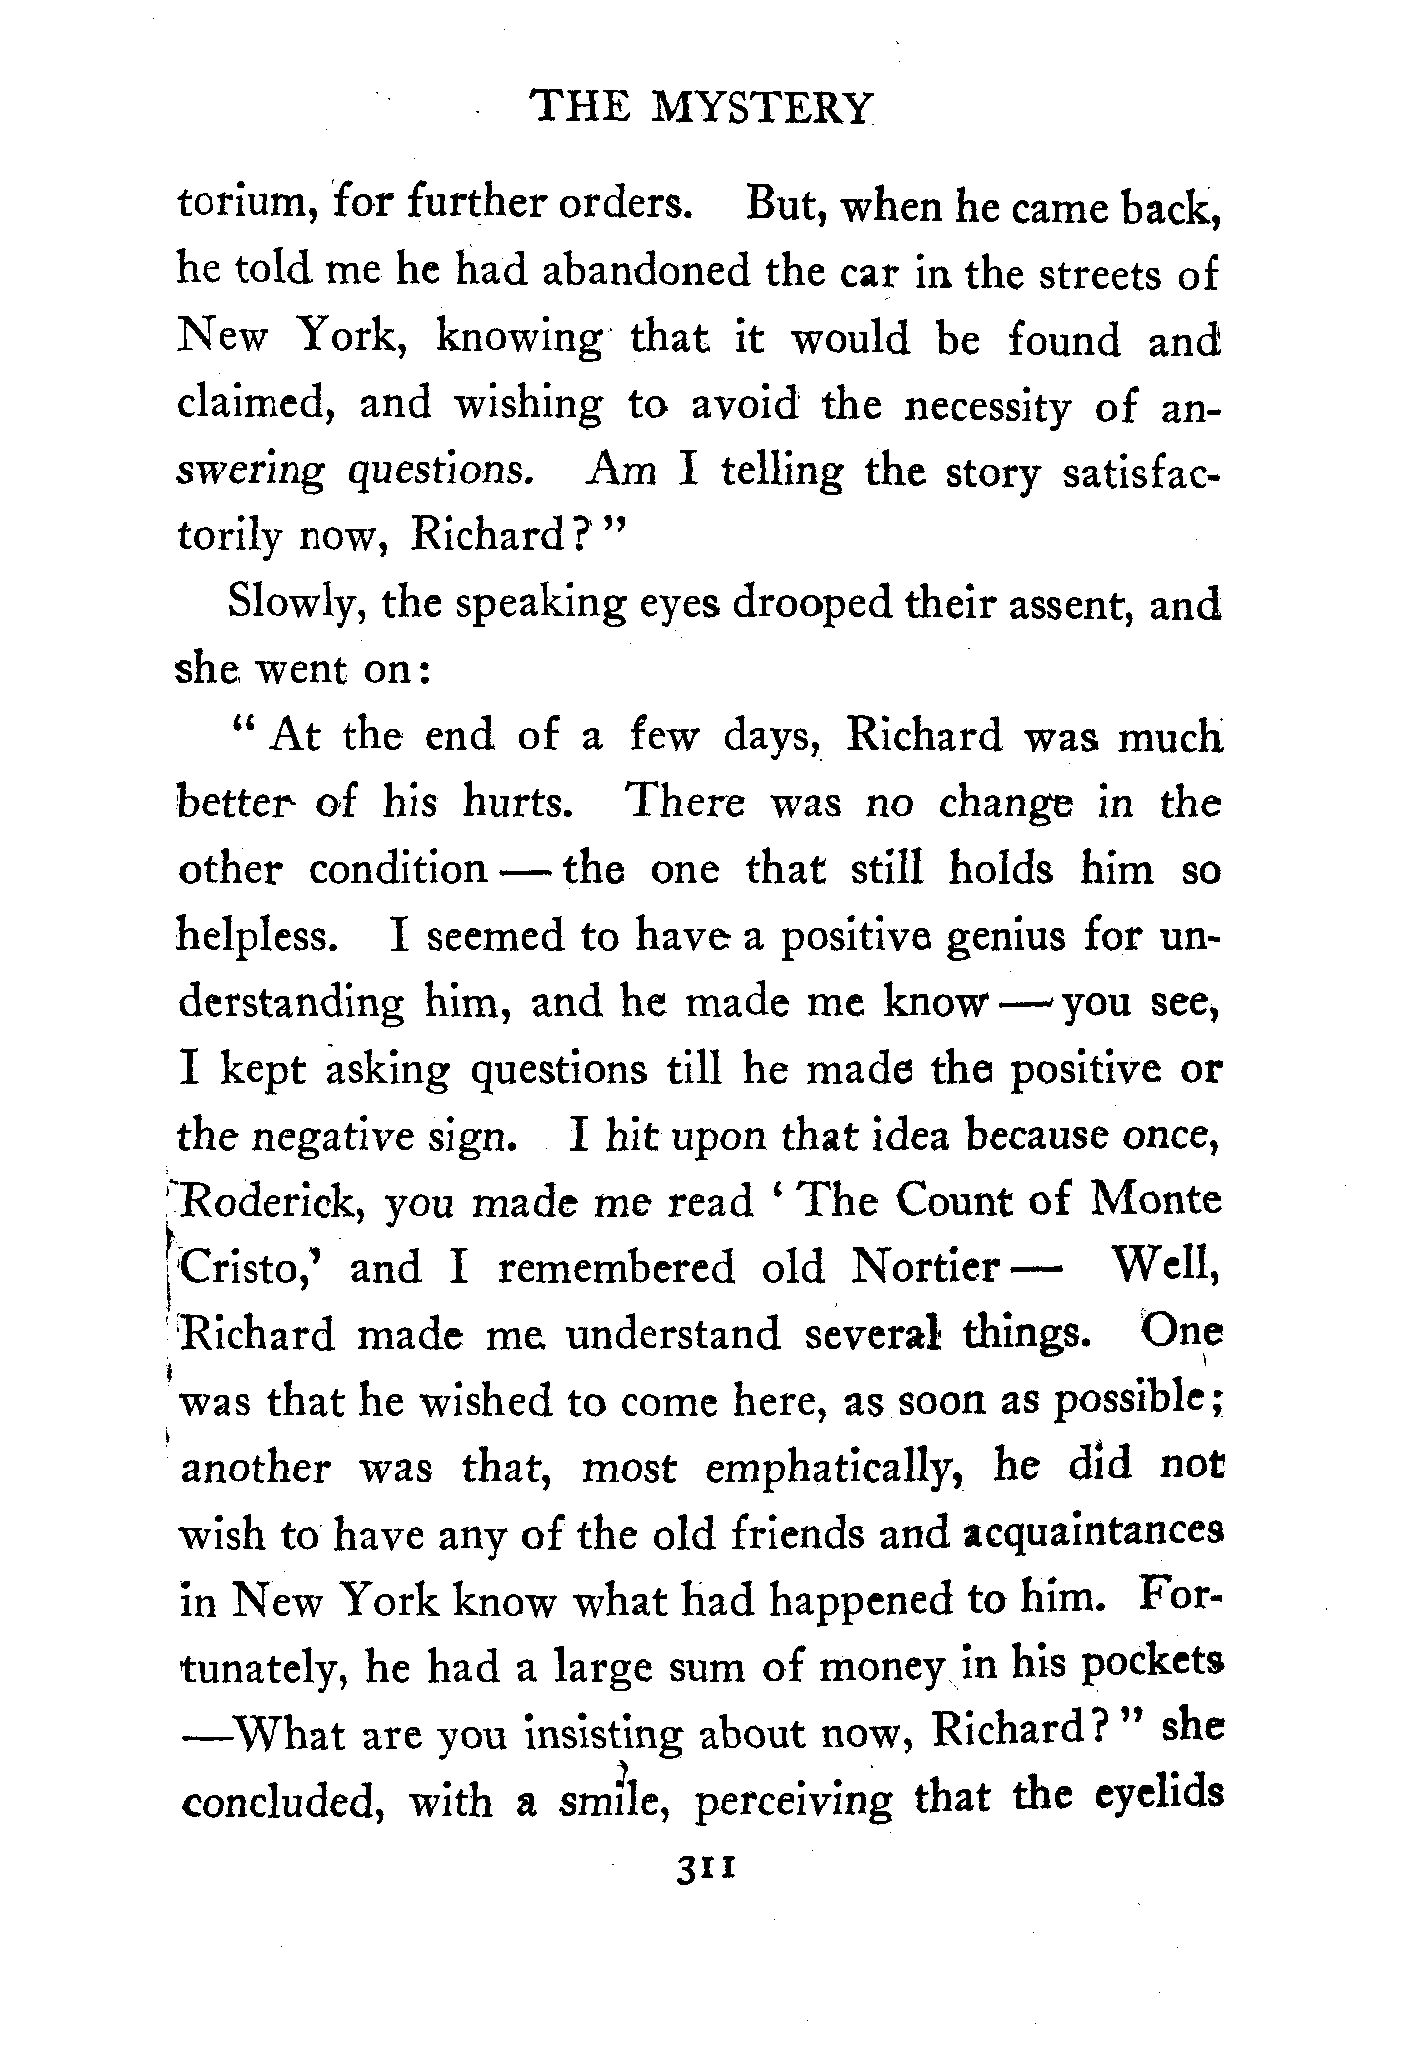 THE MYSTERY
torium, for further orders. But, when he came back,
he told me he had abandoned the car in the streets of
New York, knowing that it would be found and
claimed, and wishing to avoid the necessity of an-
swering questions. Am I telling the story satisfac-
torily now, Richard?"
Slowly, the speaking eyes drooped their assent, and
she went on:
"At the end of a few days, Richard was much
better of his hurts. There was no change in the
other condition — the one that still holds him so
helpless. I seemed to have a positive genius for un-
derstanding him, and he made me know — you see,
I kept asking questions till he made the positive or
the negative sign. I hit upon that idea because once,
Roderick, you made me read 'The Count of Monte
Cristo,' and I remembered old Nortier — Well,
Richard made me understand several things. One
was that he wished to come here, as soon as possible;
another was that, most emphatically, he did not
wish to have any of the old friends and acquaintances
in New York know what had happened to him. For-
tunately, he had a large sum of money in his pockets
—What are you insisting about now, Richard?" she
concluded, with a smile, perceiving that the eyelids
311